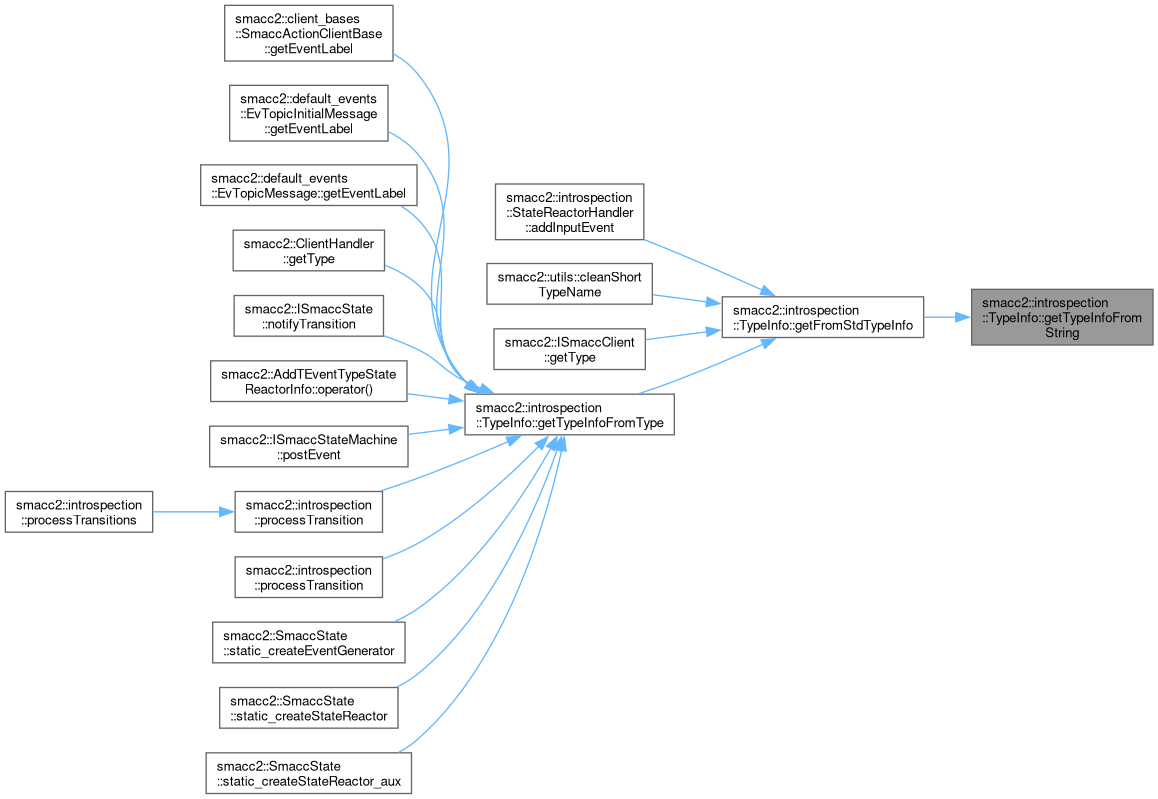 smacc2::client_bases
::SmaccActionClientBase
::getEventLabel
smacc2::default_events
::EvTopicInitialMessage
::getEventLabel
smacc2::default_events
::EvTopicMessage::getEventLabel
smacc2::ClientHandler
::getType
smacc2::ISmaccState
::notifyTransition
smacc2::AddTEventTypeState
ReactorInfo::operator()
smacc2::ISmaccStateMachine
::postEvent
smacc2::introspection
::processTransitions
smacc2::introspection
::processTransition
smacc2::introspection
::processTransition
smacc2::SmaccState
::static_createEventGenerator
smacc2::SmaccState
::static_createStateReactor
smacc2::SmaccState
::static_createStateReactor_aux
smacc2::introspection
::StateReactorHandler
::addInputEvent
smacc2::utils::cleanShort
TypeName
smacc2::ISmaccClient
::getType
smacc2::introspection
::TypeInfo::getTypeInfoFromType
smacc2::introspection
::TypeInfo::getFromStdTypeInfo
smacc2::introspection
::TypeInfo::getTypeInfoFrom
String